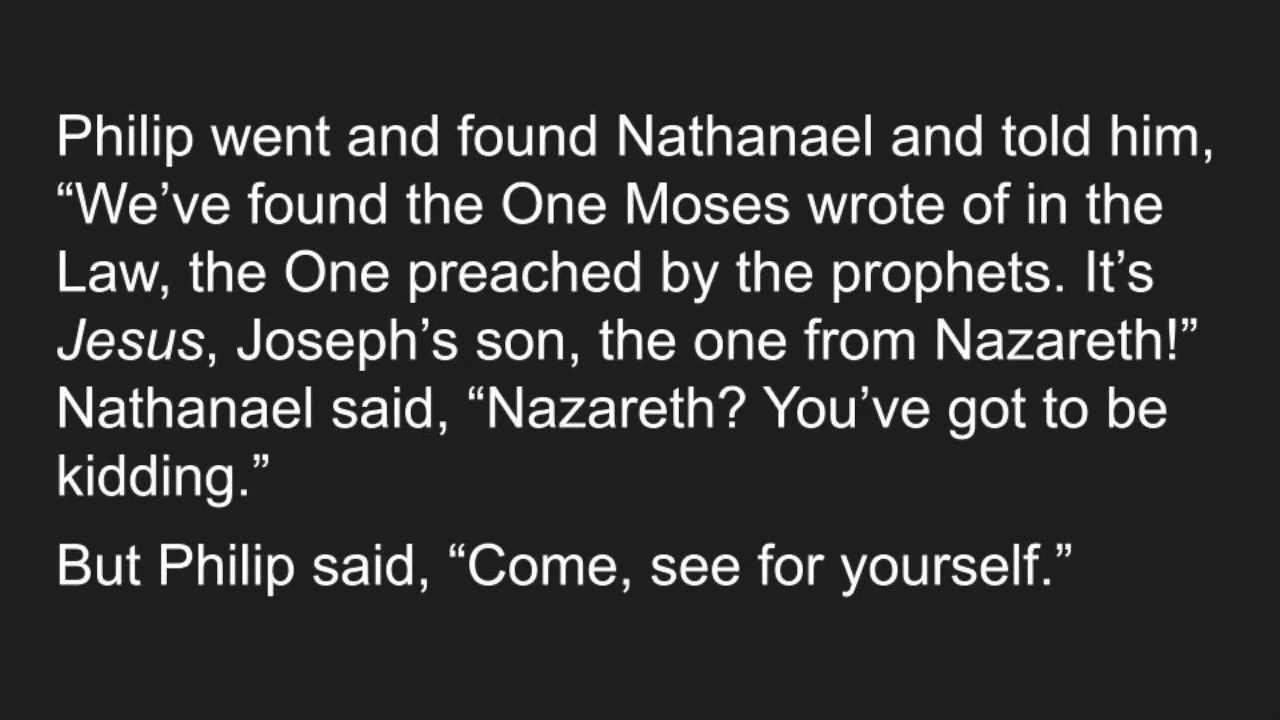 Philip went and found Nathanael and told him,
“We’ve found the One Moses wrote of in the
Law, the One preached by the prophets. It’s
Jesus, Joseph’s son, the one from Nazareth!”
Nathanael said, “Nazareth? You’ve got to be
kidding.”
But Philip said, “Come, see for yourself.”